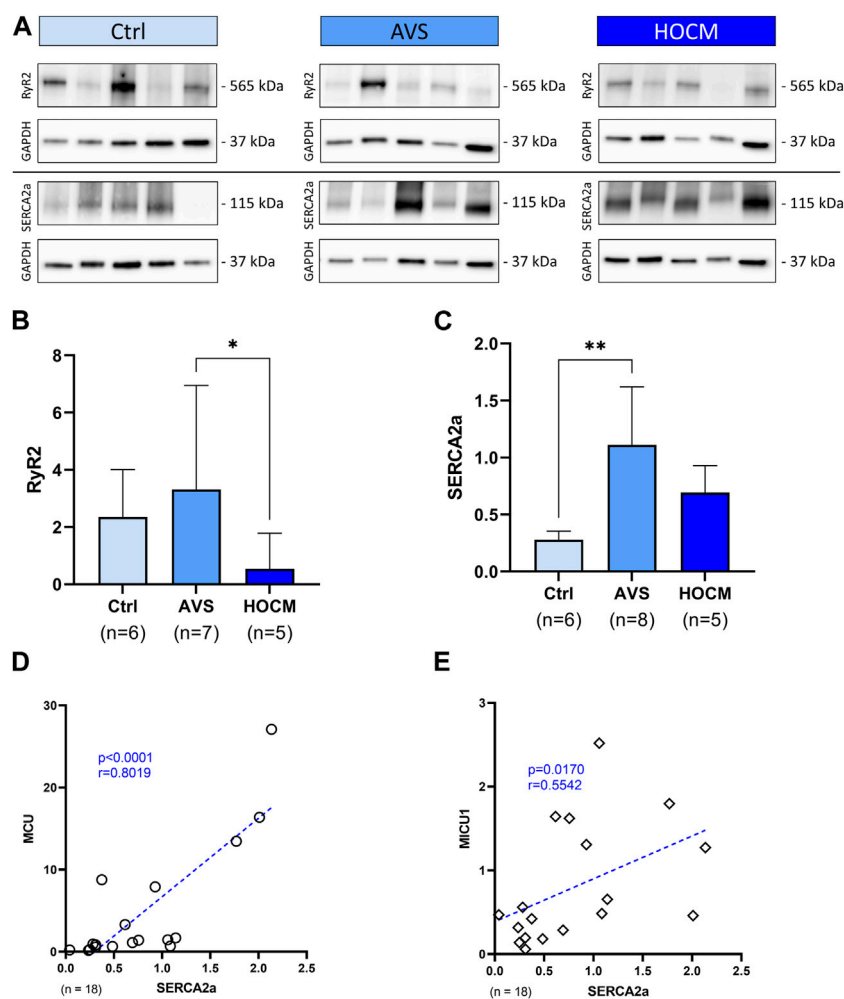 A
Ctrl
AVS
HOCM
RyR2
- 565 kDa
RyR2
- 565 kDa
RyR2
- 565 kDa
GAPDH
- 37 kDa
GAPDH
- 37 kDa
GAPDH
- 37 kDa
SERCA2a
- 115 kDa
SERCA2a
- 115 kDa
SERCA2a
- 115 kDa
GAPDH
- 37 kDa
GAPDH
- 37 kDa
GAPDH
- 37 kDa
B
8
6
4
2
0
RyR2
*
Ctrl AVS HOCM
(n=6) (n=7) (n=5)
C
2.0
1.5
1.0
0.5
0.0
SERCA2a
**
Ctrl AVS HOCM
(n=6) (n=8) (n=5)
D
30
20
10
0
MCU
p<0.0001
r=0.8019
0.0 0.5 1.0 1.5 2.0 2.5
(n = 18) SERCA2a
E
3
2
1
0
MICU1
p=0.0170
r=0.5542
0.0 0.5 1.0 1.5 2.0 2.5
(n = 18) SERCA2a